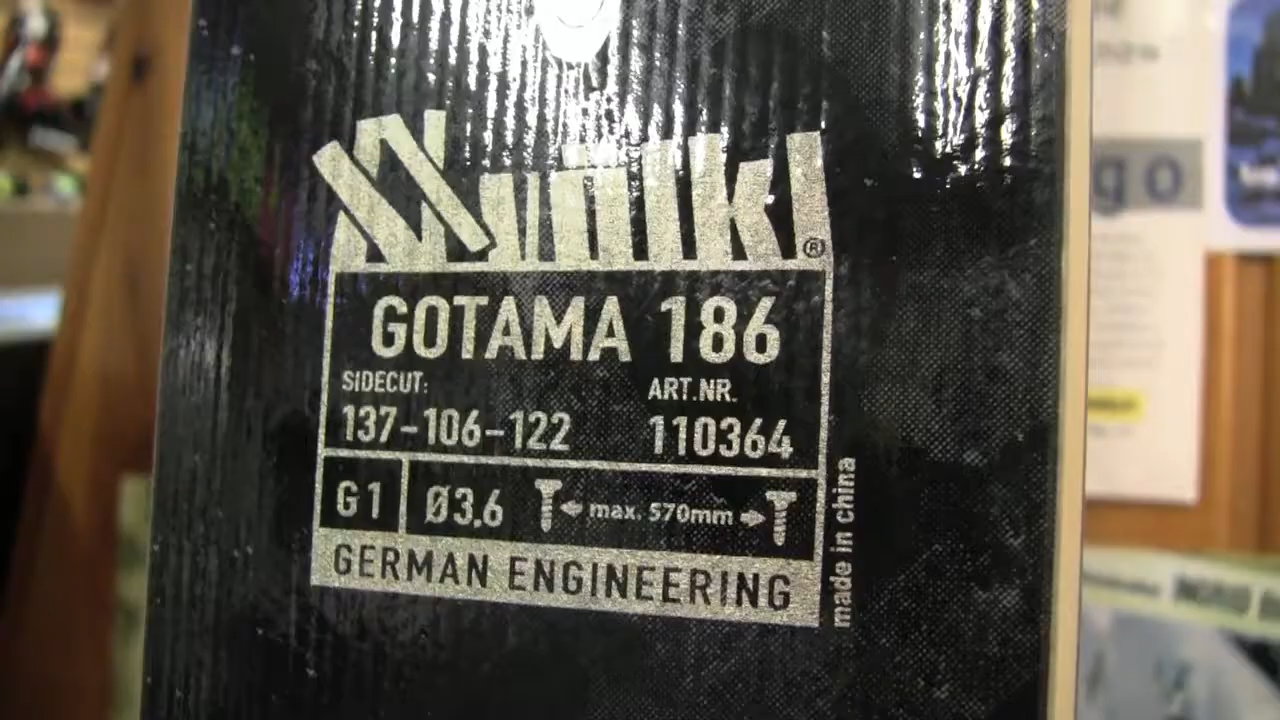 Völkl®
GOTAMA 186
SIDECUT: ART.NR.
137-106-122 110364
G1 Ø3.6 max. 570mm
GERMAN ENGINEERING
made in china
go